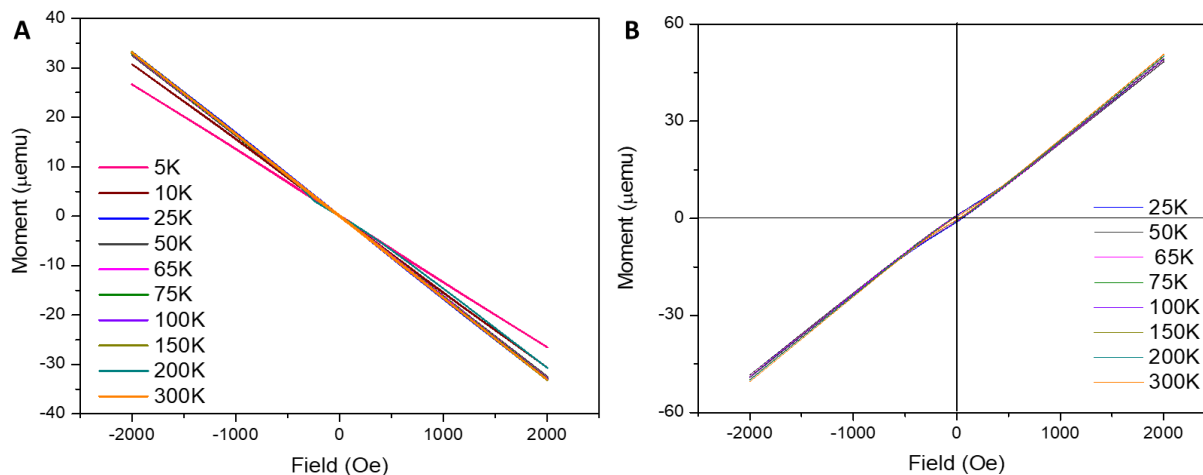 A
40
30
20
10
0
-10
-20
-30
-40
Moment (μemu)
5K
10K
25K
50K
65K
75K
100K
150K
200K
300K
-2000 -1000 0 1000 2000
Field (Oe)
B
60
30
0
-30
-60
Moment (μemu)
25K
50K
65K
75K
100K
150K
200K
300K
-2000 -1000 0 1000 2000
Field (Oe)